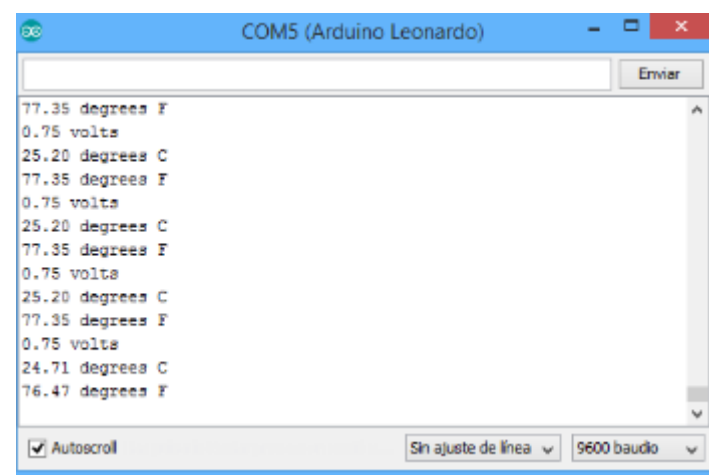 COM5 (Arduino Leonardo)
Enviar
77.35 degrees F
0.75 volts
25.20 degrees C
77.35 degrees F
0.75 volts
25.20 degrees C
77.35 degrees F
0.75 volts
25.20 degrees C
77.35 degrees F
0.75 volts
24.71 degrees C
76.47 degrees F
Autoscroll
Sin ajuste de línea
9600 baudio